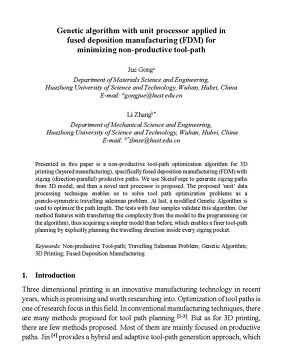 Genetic algorithm with unit processor applied in
fused deposition manufacturing (FDM) for
minimizing non-productive tool-path
Jue Gongᵃ
Department of Materials Science and Engineering,
Huazhong University of Science and Technology, Wuhan, Hubei, China
E-mail: ᵃgongjue@hust.edu.cn
Li Zhangᵇ*
Department of Mechanical Science and Engineering,
Huazhong University of Science and Technology, Wuhan, Hubei, China
Presented in this paper is a non-productive tool-path optimization algorithm for 3D
printing (layered manufacturing), specifically fused deposition manufacturing (FDM) with
zigzag (direction-parallel) productive paths. We use SkeinForge to generate zigzag paths
from 3D model, and then a novel unit processor is proposed. The proposed 'unit' data
processing technique enables us to solve tool path optimization problems as a
pseudo-symmetric travelling salesman problem. At last, a modified Genetic Algorithm is
used to optimize the path length. The tests with four samples validate this algorithm. Our
method features with transferring the complexity from the model to the programming (or
the algorithm), thus acquiring a simpler model than before, which enables a finer tool-path
planning by explicitly planning the travelling direction inside every zigzag pocket.
Keywords: Non-productive Tool-path; Travelling Salesman Problem; Genetic Algorithm;
3D Printing; Fused Deposition Manufacturing
1. Introduction
Three dimensional printing is an innovative manufacturing technology in recent
years, which is promising and worth researching into. Optimization of tool paths is
one of research focus in this field. In conventional manufacturing techniques, there
are many methods proposed for tool path planning [1-3]. But as for 3D printing,
there are few methods proposed. Most of them are mainly focused on productive
paths. Jin [4] provides a hybrid and adaptive tool-path generation approach, which